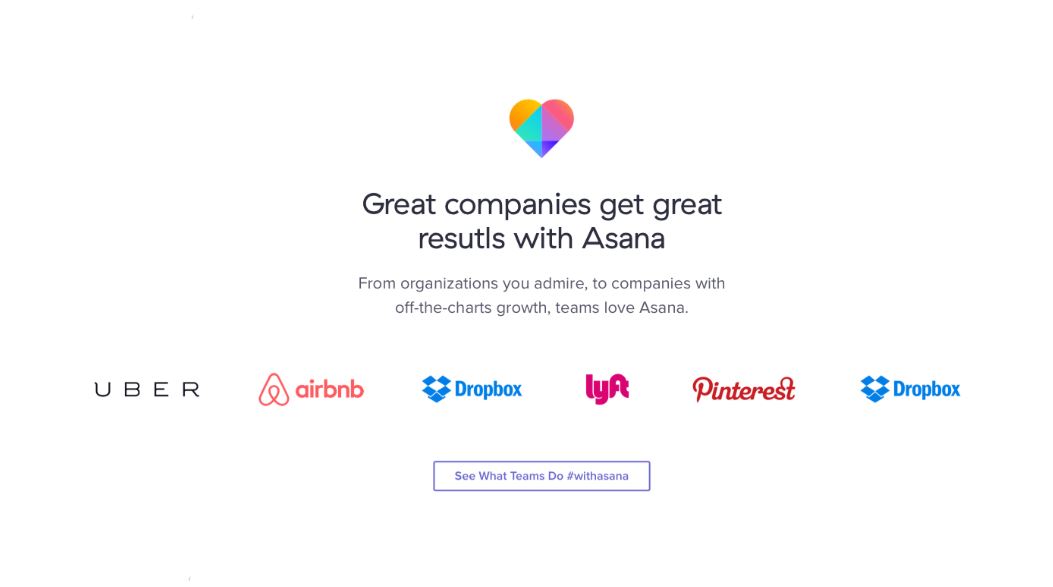 Great companies get great
resutls with Asana
From organizations you admire, to companies with
off-the-charts growth, teams love Asana.
UBER airbnb Dropbox lyft Pinterest Dropbox
See What Teams Do #withasana